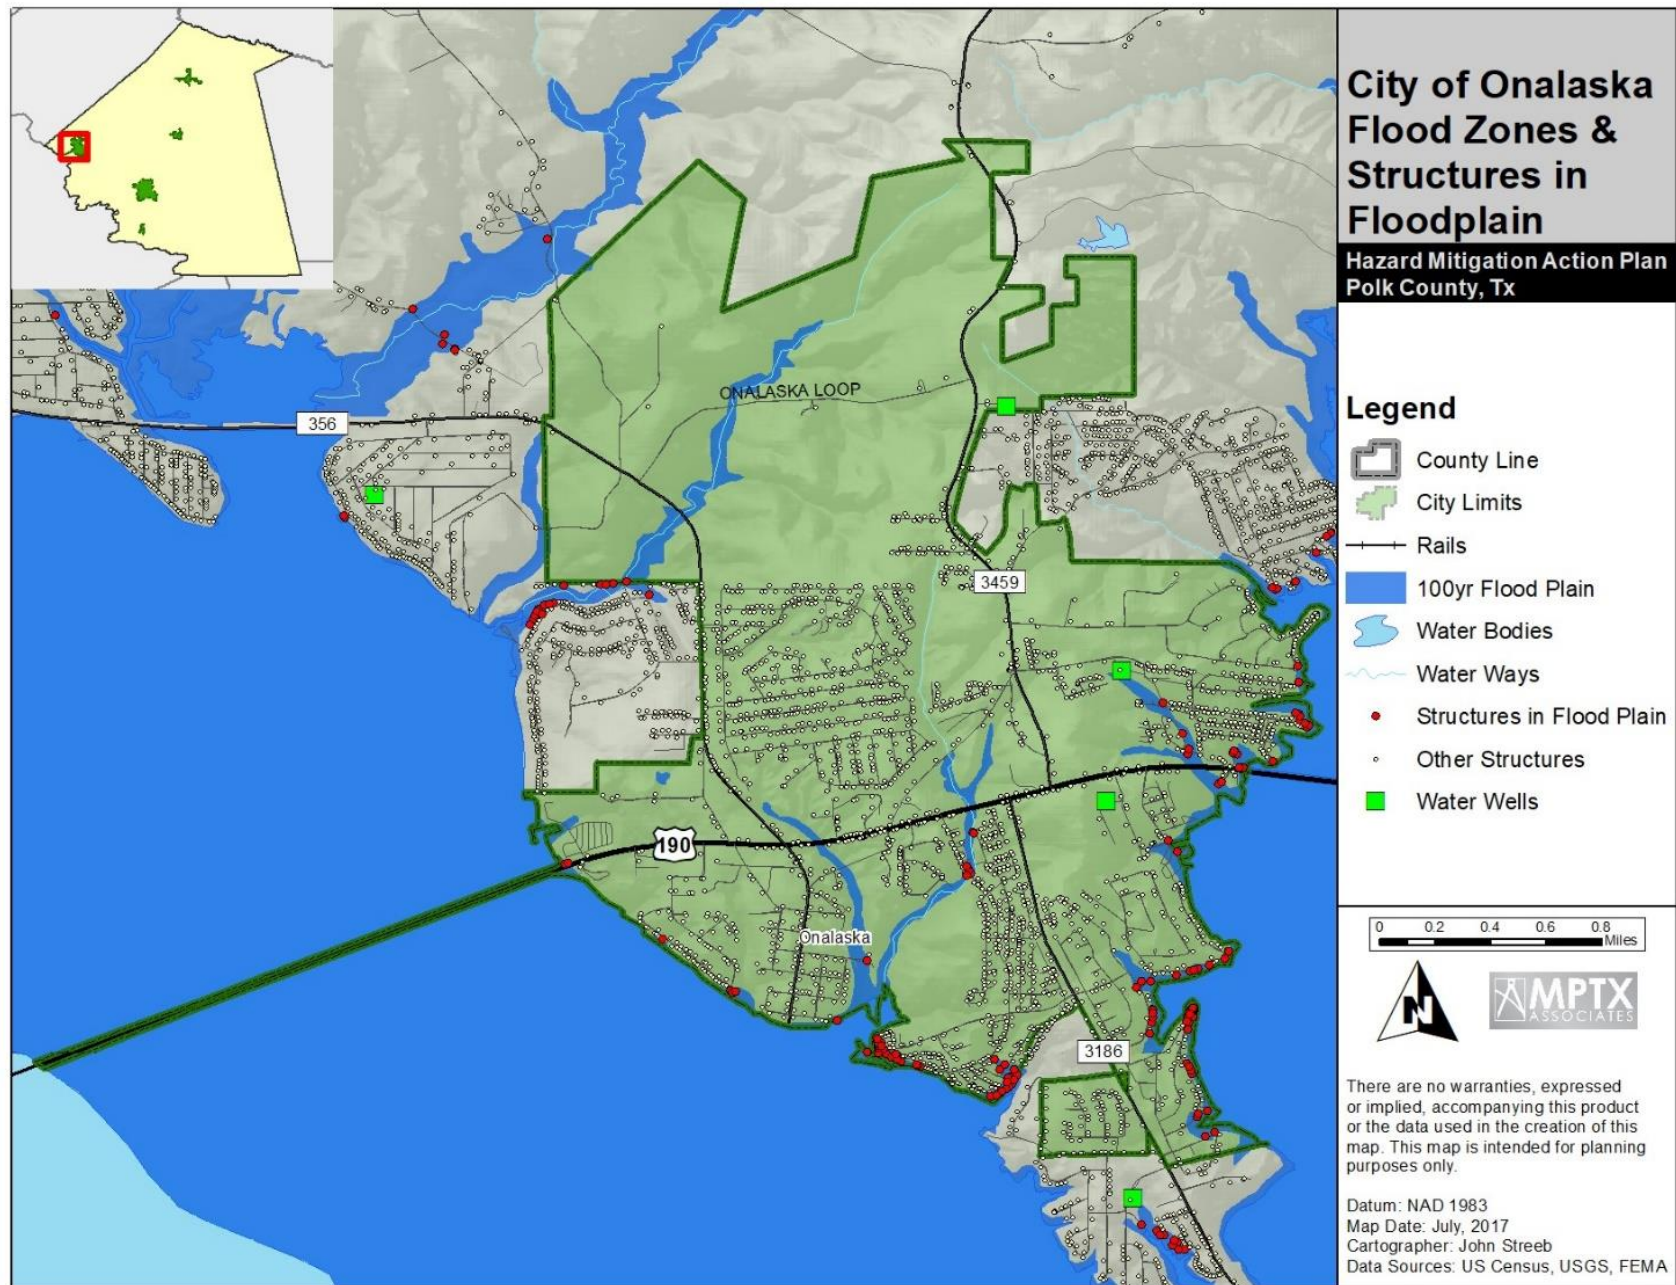 City of Onalaska
Flood Zones &
Structures in
Floodplain
Hazard Mitigation Action Plan
Polk County, Tx
Legend
County Line
City Limits
Rails
100yr Flood Plain
Water Bodies
Water Ways
Structures in Flood Plain
Other Structures
Water Wells
0 0.2 0.4 0.6 0.8
Miles
N
MPTX
ASSOCIATES
There are no warranties, expressed
or implied, accompanying this product
or the data used in the creation of this
map. This map is intended for planning
purposes only.
Datum: NAD 1983
Map Date: July, 2017
Cartographer: John Streeb
Data Sources: US Census, USGS, FEMA
ONALASKA LOOP
356
3459
190
Onalaska
3186